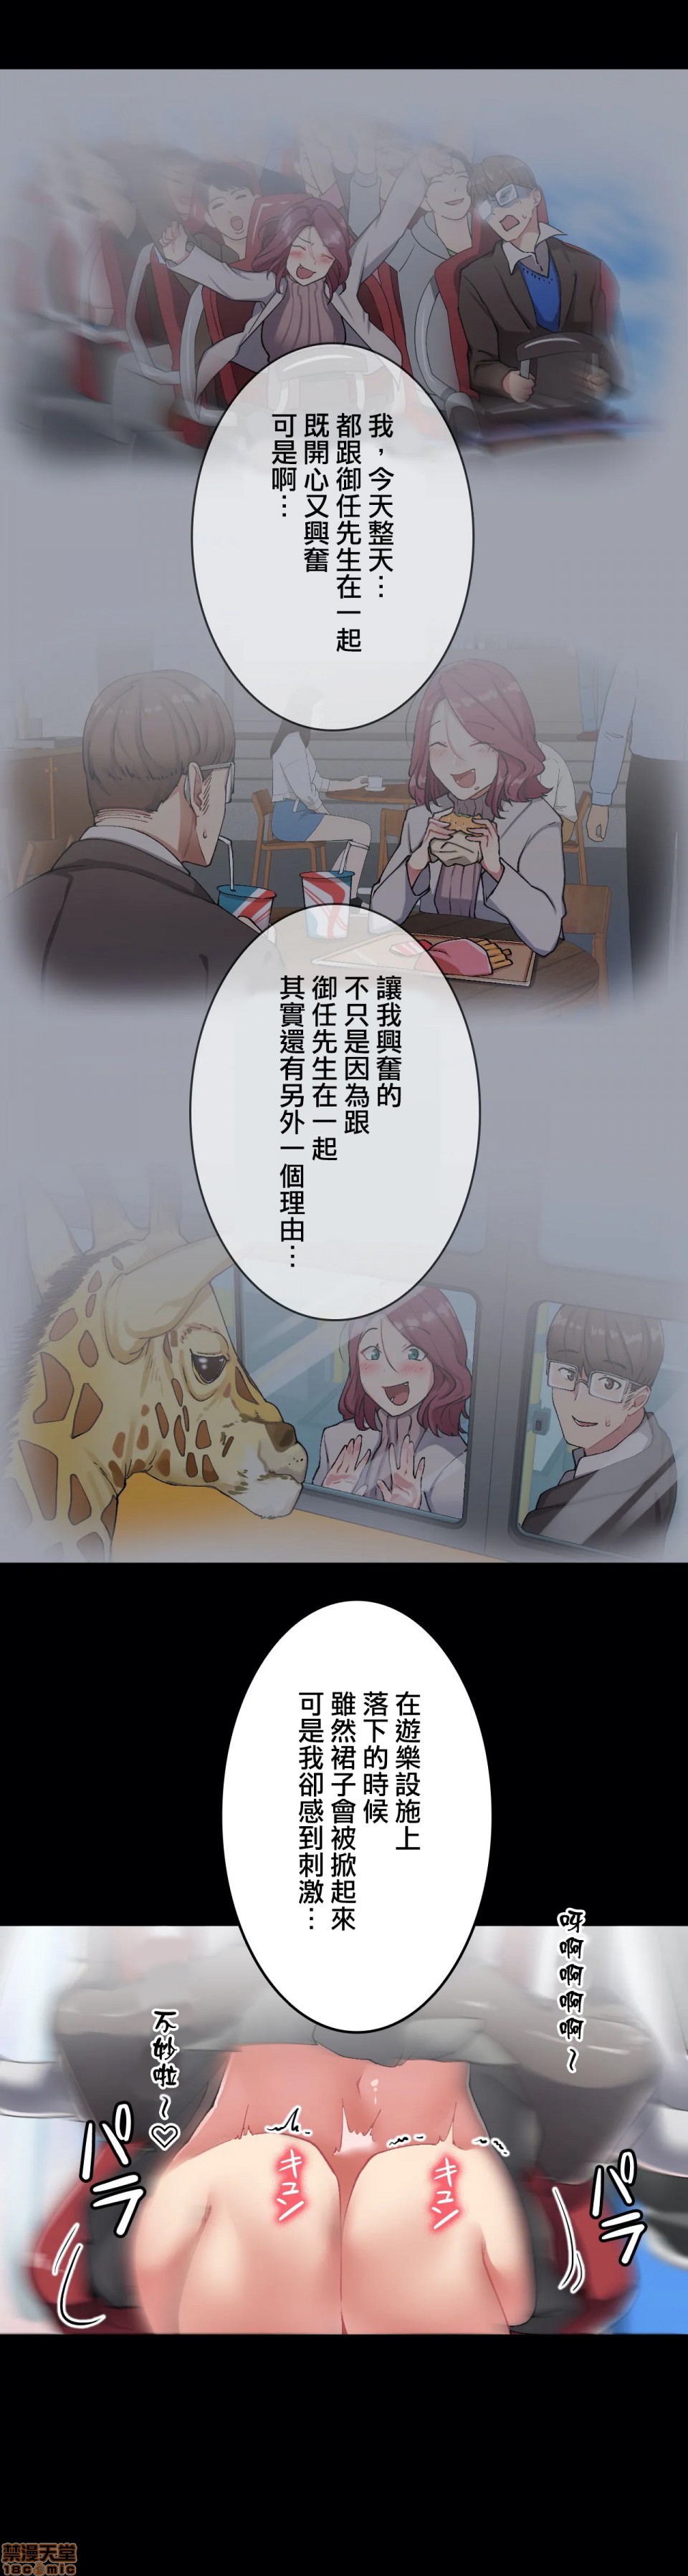 我，今天整天…
都跟御任先生在一起
既開心又興奮
可是啊…
讓我興奮的
不只是因為跟
御任先生在一起
其實還有另外一個理由…
在遊樂設施上
落下的時候
雖然裙子會被掀起來
可是我卻感到刺激…
呀啊啊啊啊~
不妙啦~♡
パラ
キュン
キュン
パラ
禁漫天堂
18comic